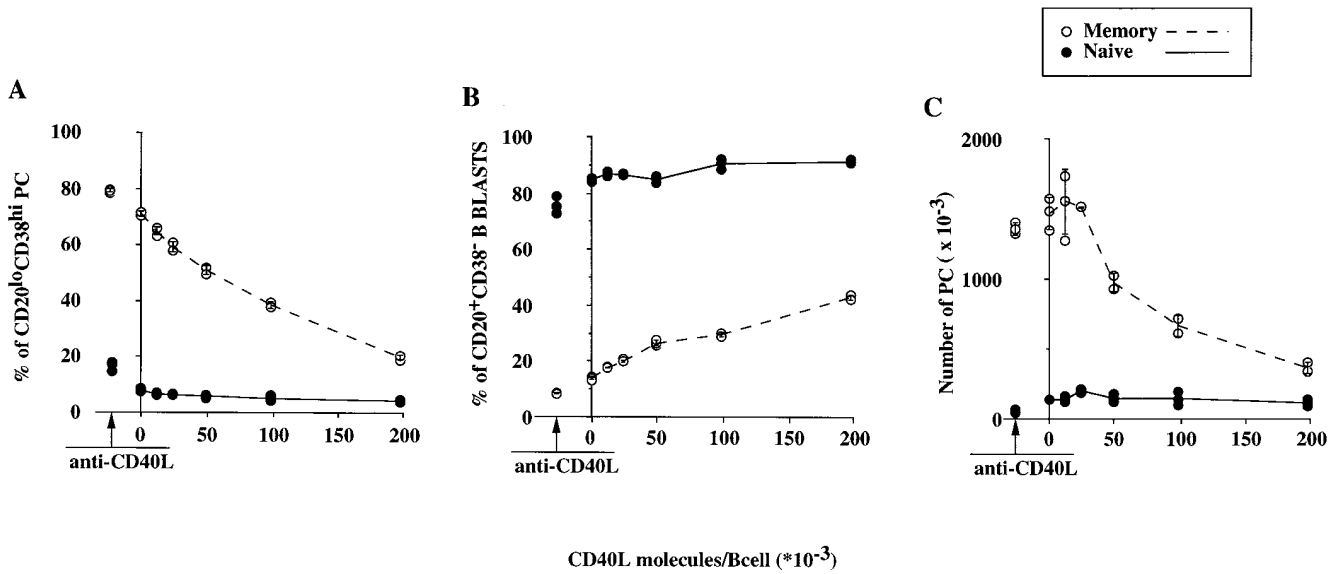 Memory
Naive
A
% of CD20loCD38hi PC
100
80
60
40
20
0
0
50
100
150
200
anti-CD40L
B
% of CD20+CD38- B BLASTS
100
80
60
40
20
0
0
50
100
150
200
anti-CD40L
C
Number of PC ( x 10-3)
2000
1000
0
0
50
100
150
200
anti-CD40L
CD40L molecules/Bcell (*10-3)